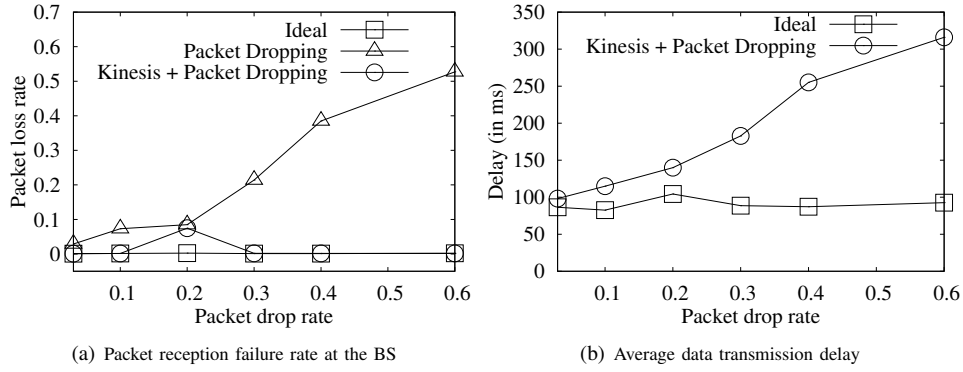 0.7
0.6
0.5
0.4
0.3
0.2
0.1
0
Packet loss rate
Ideal
Packet Dropping
Kinesis + Packet Dropping
0.1 0.2 0.3 0.4 0.5 0.6
Packet drop rate
(a) Packet reception failure rate at the BS
350
300
250
200
150
100
50
0
Delay (in ms)
Ideal
Kinesis + Packet Dropping
0.1 0.2 0.3 0.4 0.5 0.6
Packet drop rate
(b) Average data transmission delay